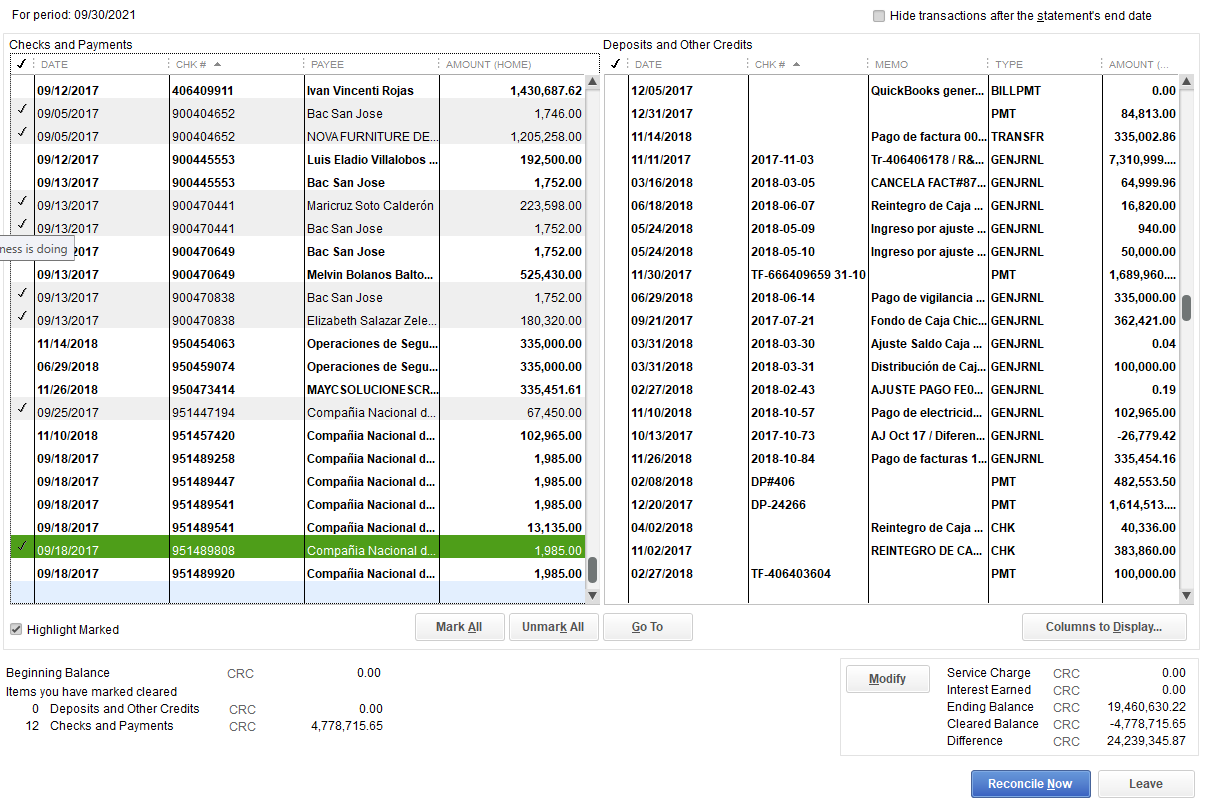 For period: 09/30/2021
Hide transactions after the statement's end date
Checks and Payments
✓ DATE CHK # PAYEE AMOUNT (HOME)
09/12/2017 406409911 Ivan Vincenti Rojas 1,430,687.62
✓ 09/05/2017 900404652 Bac San Jose 1,746.00
✓ 09/05/2017 900404652 NOVA FURNITURE DE... 1,205,258.00
09/12/2017 900445553 Luis Eladio Villalobos ... 192,500.00
09/13/2017 900445553 Bac San Jose 1,752.00
✓ 09/13/2017 900470441 Maricruz Soto Calderón 223,598.00
✓ 09/13/2017 900470441 Bac San Jose 1,752.00
ness is doing
/2017 900470649 Bac San Jose 1,752.00
09/13/2017 900470649 Melvin Bolanos Balto... 525,430.00
✓ 09/13/2017 900470838 Bac San Jose 1,752.00
✓ 09/13/2017 900470838 Elizabeth Salazar Zele... 180,320.00
11/14/2018 950454063 Operaciones de Segu... 335,000.00
06/29/2018 950459074 Operaciones de Segu... 335,000.00
11/26/2018 950473414 MAYCSOLUCIONESCR... 335,451.61
✓ 09/25/2017 951447194 Compañia Nacional d... 67,450.00
11/10/2018 951457420 Compañia Nacional d... 102,965.00
09/18/2017 951489258 Compañia Nacional d... 1,985.00
09/18/2017 951489447 Compañia Nacional d... 1,985.00
09/18/2017 951489541 Compañia Nacional d... 1,985.00
09/18/2017 951489541 Compañia Nacional d... 13,135.00
✓ 09/18/2017 951489808 Compañia Nacional d... 1,985.00
09/18/2017 951489920 Compañia Nacional d... 1,985.00
Deposits and Other Credits
✓ DATE CHK # MEMO TYPE AMOUNT (...
12/05/2017 QuickBooks gener... BILLPMT 0.00
12/31/2017 PMT 84,813.00
11/14/2018 Pago de factura 00... TRANSFR 335,002.86
11/11/2017 2017-11-03 Tr-406406178 / R&... GENJRNL 7,310,999....
03/16/2018 2018-03-05 CANCELA FACT#87... GENJRNL 64,999.96
06/18/2018 2018-06-07 Reintegro de Caja ... GENJRNL 16,820.00
05/24/2018 2018-05-09 Ingreso por ajuste ... GENJRNL 940.00
05/24/2018 2018-05-10 Ingreso por ajuste ... GENJRNL 50,000.00
11/30/2017 TF-666409659 31-10 PMT 1,689,960....
06/29/2018 2018-06-14 Pago de vigilancia ... GENJRNL 335,000.00
09/21/2017 2017-07-21 Fondo de Caja Chic... GENJRNL 362,421.00
03/31/2018 2018-03-30 Ajuste Saldo Caja ... GENJRNL 0.04
03/31/2018 2018-03-31 Distribución de Caj... GENJRNL 100,000.00
02/27/2018 2018-02-43 AJUSTE PAGO FE0... GENJRNL 0.19
11/10/2018 2018-10-57 Pago de electricid... GENJRNL 102,965.00
10/13/2017 2017-10-73 AJ Oct 17 / Diferen... GENJRNL -26,779.42
11/26/2018 2018-10-84 Pago de facturas 1... GENJRNL 335,454.16
02/08/2018 DP#406 PMT 482,553.50
12/20/2017 DP-24266 PMT 1,614,513....
04/02/2018 Reintegro de Caja ... CHK 40,336.00
11/02/2017 REINTEGRO DE CA... CHK 383,860.00
02/27/2018 TF-406403604 PMT 100,000.00
✓ Highlight Marked
Mark All
Unmark All
Go To
Columns to Display...
Beginning Balance CRC 0.00
Items you have marked cleared
0 Deposits and Other Credits CRC 0.00
12 Checks and Payments CRC 4,778,715.65
Modify
Service Charge CRC 0.00
Interest Earned CRC 0.00
Ending Balance CRC 19,460,630.22
Cleared Balance CRC -4,778,715.65
Difference CRC 24,239,345.87
Reconcile Now
Leave